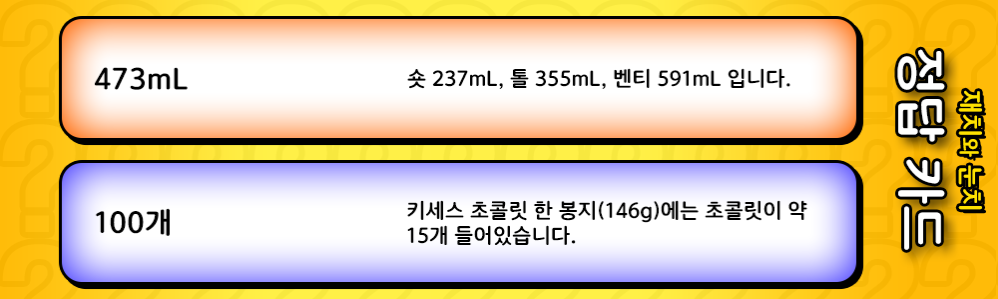 473mL
숏 237mL, 톨 355mL, 벤티 591mL 입니다.
100개
키세스 초콜릿 한 봉지(146g)에는 초콜릿이 약
15개 들어있습니다.
재치와 눈치
정답 카드